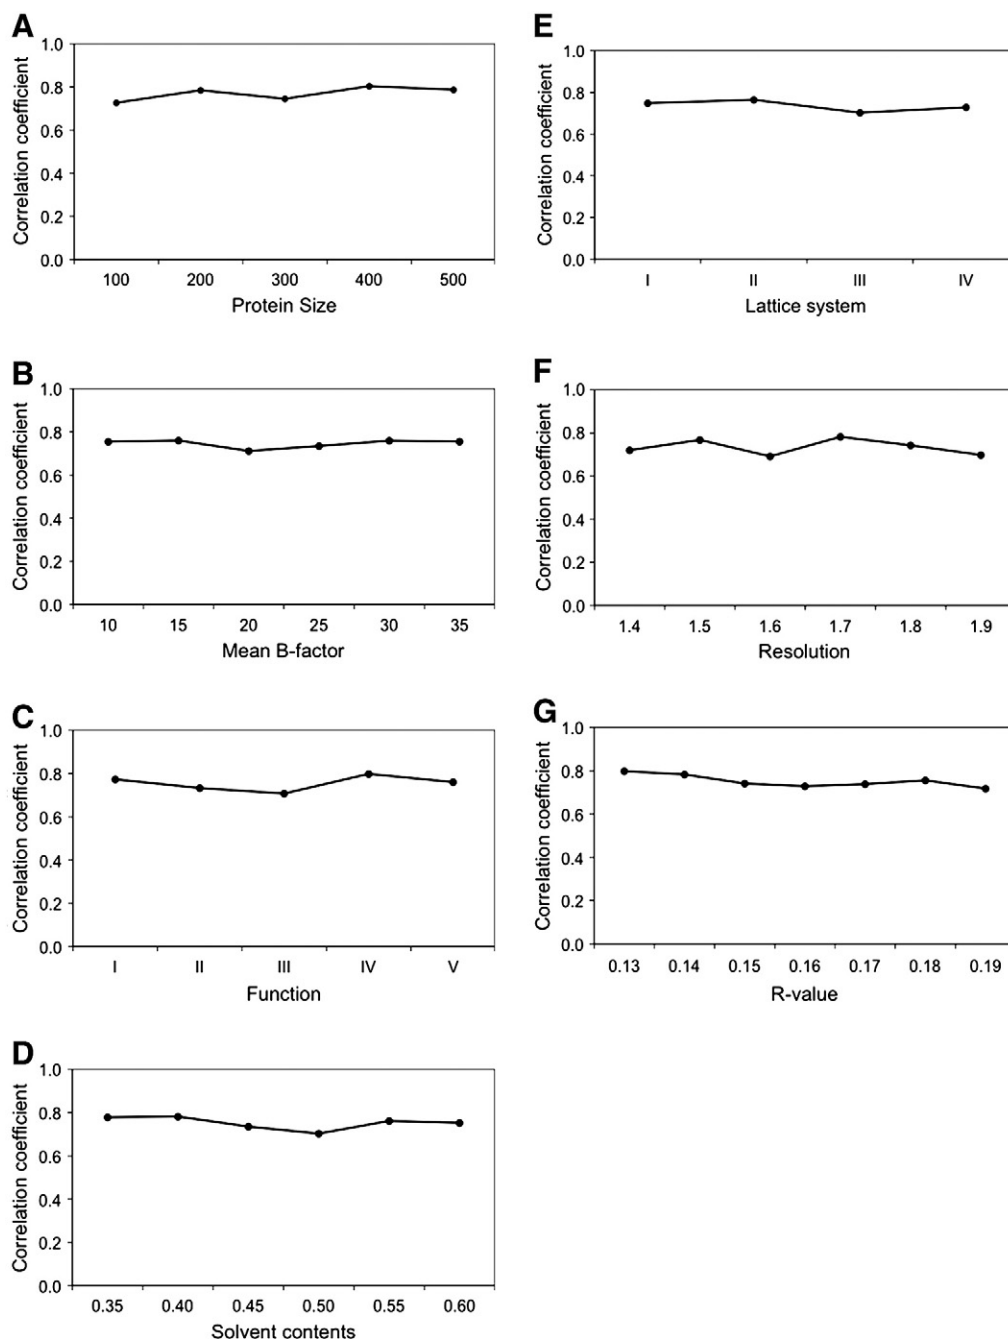 A
Correlation coefficient
1.0
0.8
0.6
0.4
0.2
0.0
100 200 300 400 500
Protein Size
B
Correlation coefficient
1.0
0.8
0.6
0.4
0.2
0.0
10 15 20 25 30 35
Mean B-factor
C
Correlation coefficient
1.0
0.8
0.6
0.4
0.2
0.0
I II III IV V
Function
D
Correlation coefficient
1.0
0.8
0.6
0.4
0.2
0.0
0.35 0.40 0.45 0.50 0.55 0.60
Solvent contents
E
Correlation coefficient
1.0
0.8
0.6
0.4
0.2
0.0
I II III IV
Lattice system
F
Correlation coefficient
1.0
0.8
0.6
0.4
0.2
0.0
1.4 1.5 1.6 1.7 1.8 1.9
Resolution
G
Correlation coefficient
1.0
0.8
0.6
0.4
0.2
0.0
0.13 0.14 0.15 0.16 0.17 0.18 0.19
R-value